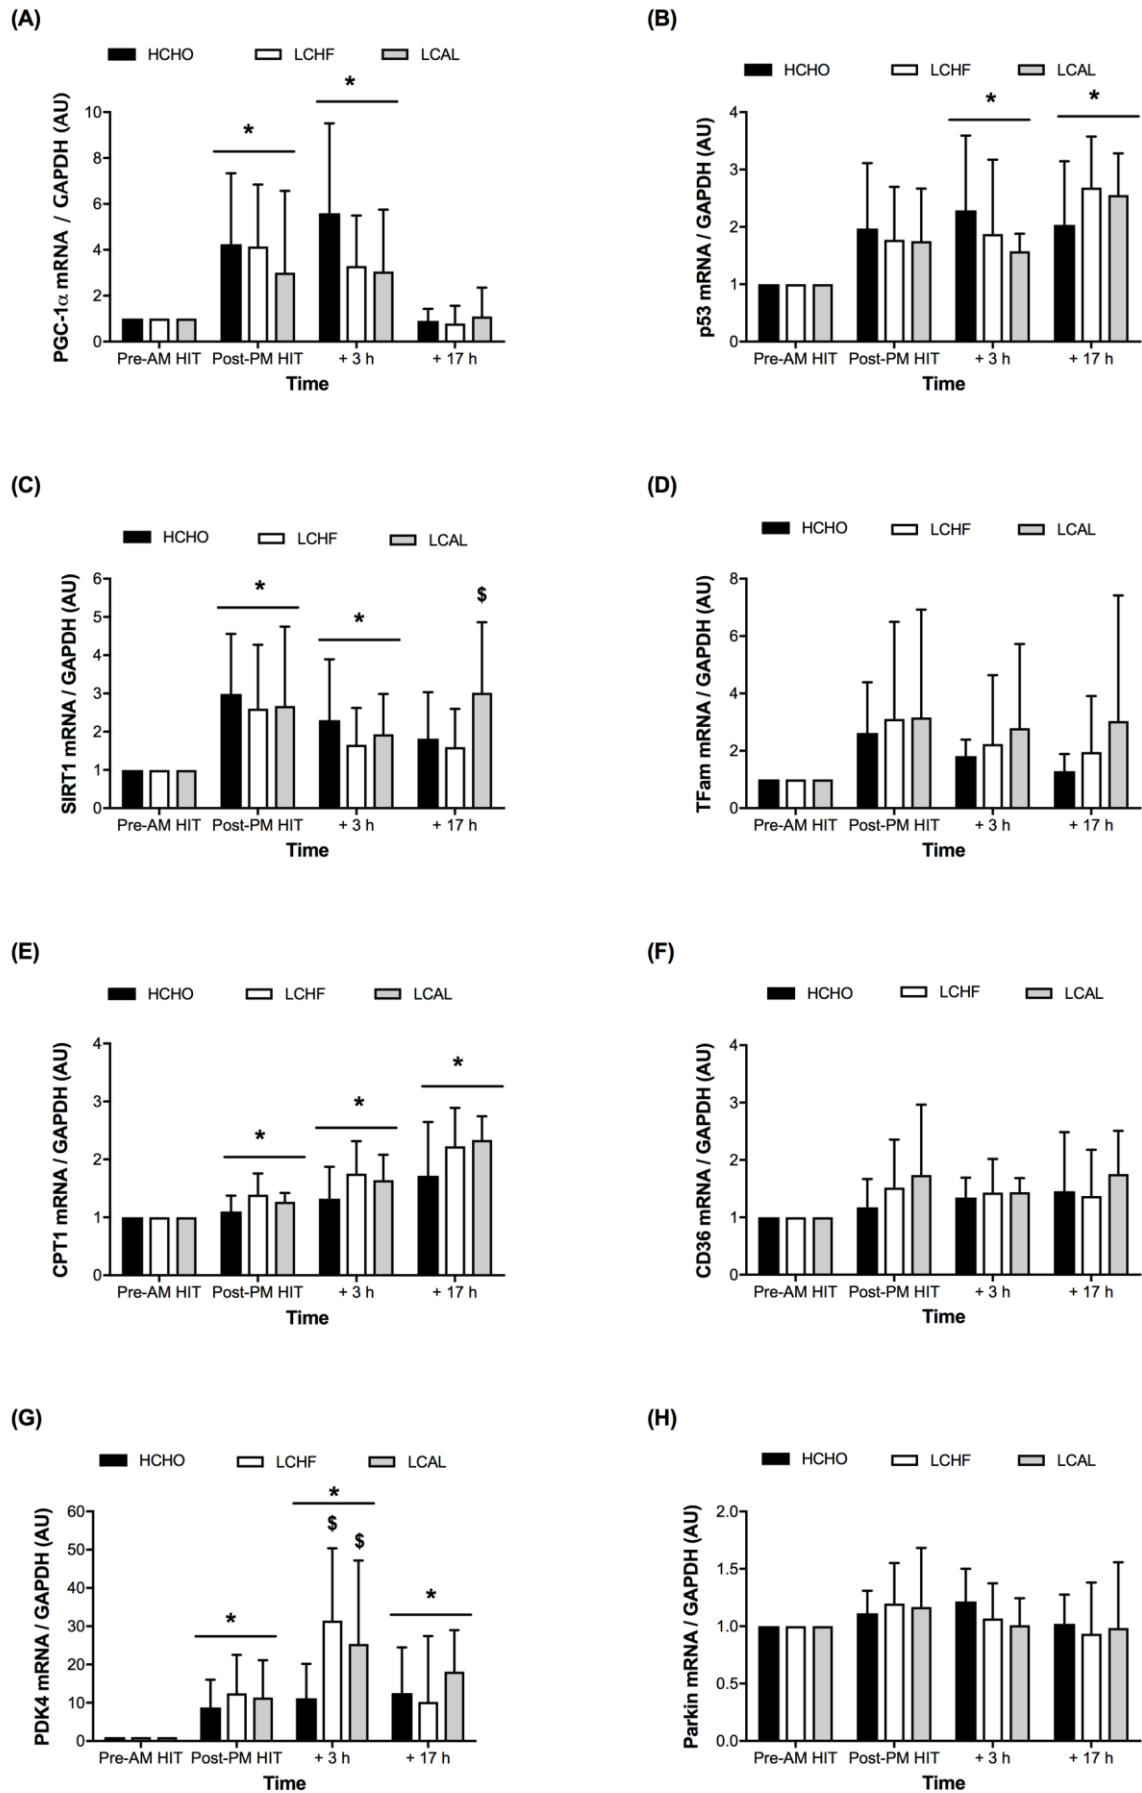 (A)
HCHO LCHF LCAL
PGC-1α mRNA / GAPDH (AU)
10
8
6
4
2
0
*
*
Pre-AM HIT Post-PM HIT + 3 h + 17 h
Time
(B)
HCHO LCHF LCAL
p53 mRNA / GAPDH (AU)
4
3
2
1
0
*
*
Pre-AM HIT Post-PM HIT + 3 h + 17 h
Time
(C)
HCHO LCHF LCAL
SIRT1 mRNA / GAPDH (AU)
6
5
4
3
2
1
0
*
*
$
Pre-AM HIT Post-PM HIT + 3 h + 17 h
Time
(D)
HCHO LCHF LCAL
TFam mRNA / GAPDH (AU)
8
6
4
2
0
Pre-AM HIT Post-PM HIT + 3 h + 17 h
Time
(E)
HCHO LCHF LCAL
CPT1 mRNA / GAPDH (AU)
4
3
2
1
0
*
*
*
Pre-AM HIT Post-PM HIT + 3 h + 17 h
Time
(F)
HCHO LCHF LCAL
CD36 mRNA / GAPDH (AU)
4
3
2
1
0
Pre-AM HIT Post-PM HIT + 3 h + 17 h
Time
(G)
HCHO LCHF LCAL
PDK4 mRNA / GAPDH (AU)
60
50
40
30
20
10
0
*
*
$
$
*
Pre-AM HIT Post-PM HIT + 3 h + 17 h
Time
(H)
HCHO LCHF LCAL
Parkin mRNA / GAPDH (AU)
2.0
1.5
1.0
0.5
0.0
Pre-AM HIT Post-PM HIT + 3 h + 17 h
Time